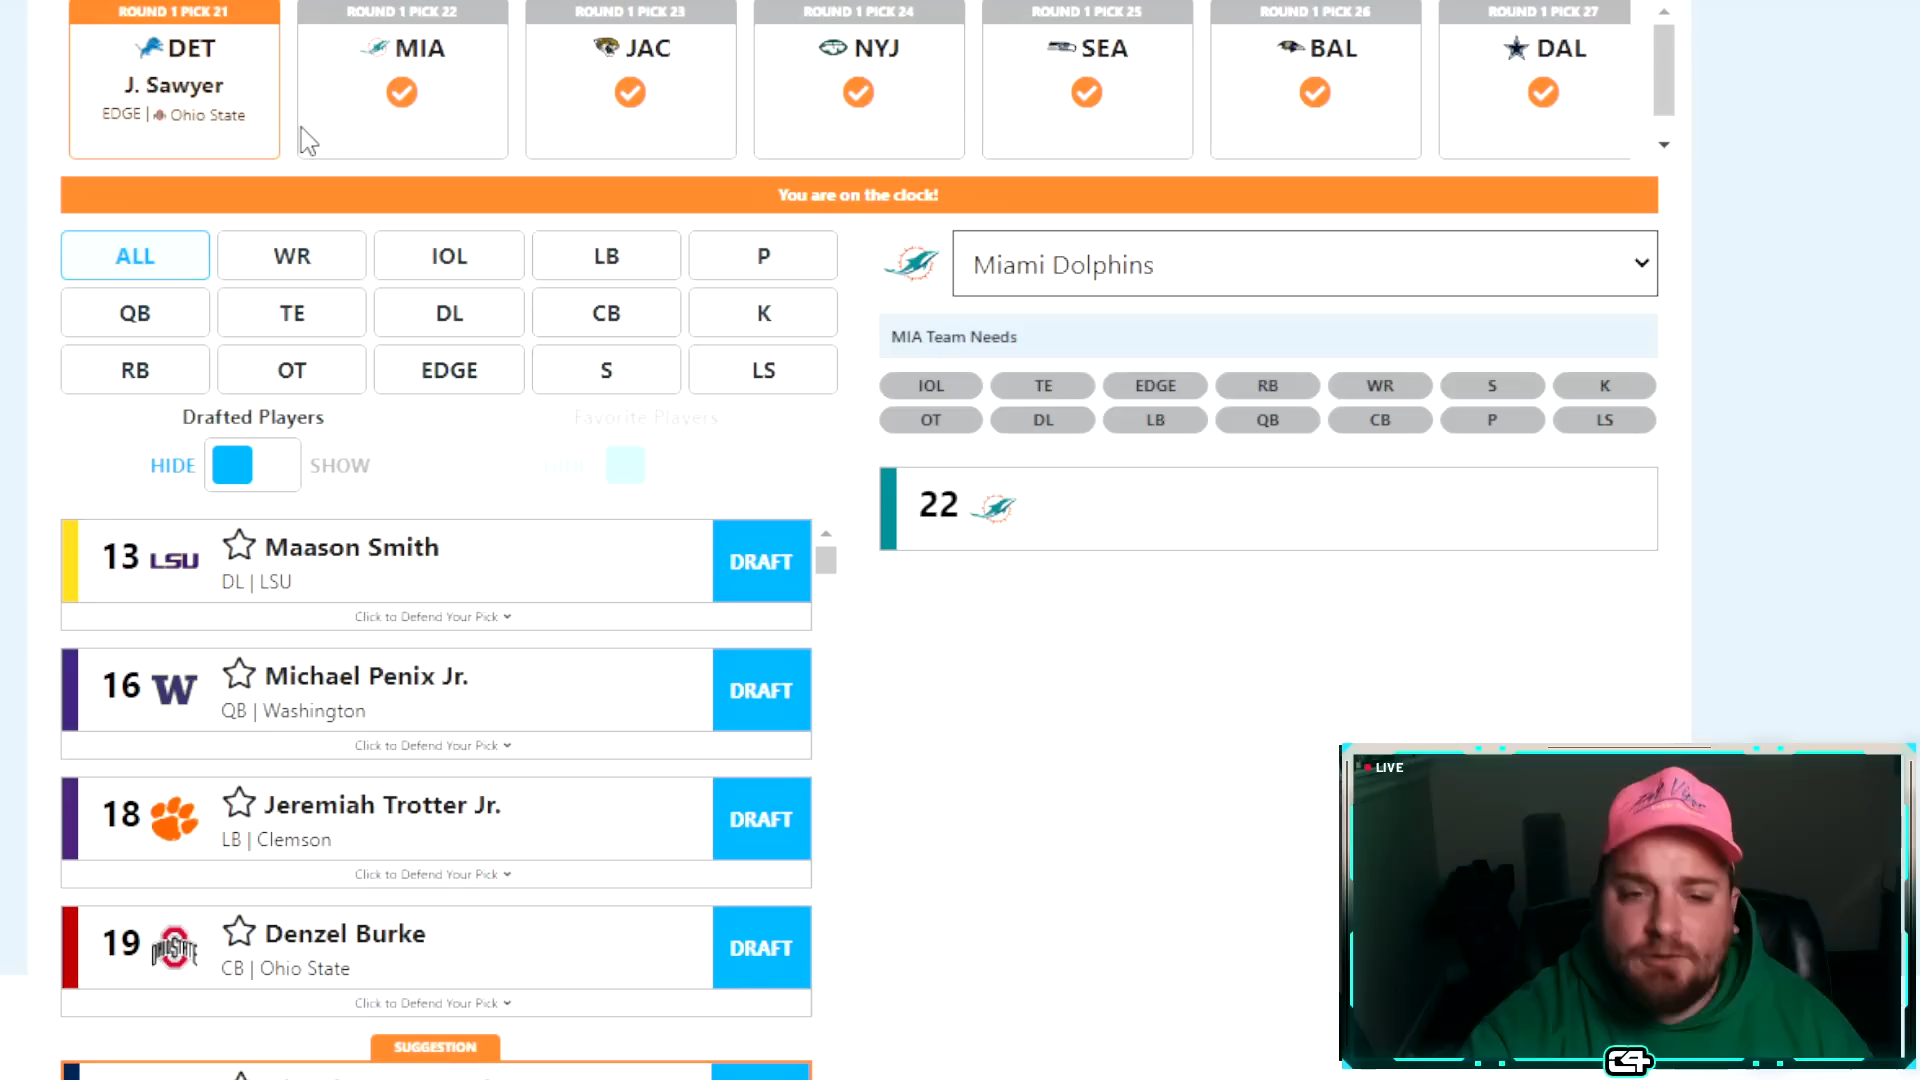 ROUND 1 PICK 21
DET
J. Sawyer
EDGE | Ohio State
ROUND 1 PICK 22
MIA
ROUND 1 PICK 23
JAC
ROUND 1 PICK 24
NYJ
ROUND 1 PICK 25
SEA
ROUND 1 PICK 26
BAL
ROUND 1 PICK 27
DAL
You are on the clock!
ALL WR IOL LB P
QB TE DL CB K
RB OT EDGE S LS
Drafted Players
HIDE SHOW
Favorite Players
Miami Dolphins
MIA Team Needs
IOL TE EDGE RB WR S K
OT DL LB QB CB P LS
22
13 LSU Maason Smith
DL | LSU
DRAFT
Click to Defend Your Pick
16 W Michael Penix Jr.
QB | Washington
DRAFT
Click to Defend Your Pick
18 Jeremiah Trotter Jr.
LB | Clemson
DRAFT
Click to Defend Your Pick
19 OHIO STATE Denzel Burke
CB | Ohio State
DRAFT
Click to Defend Your Pick
SUGGESTION
LIVE